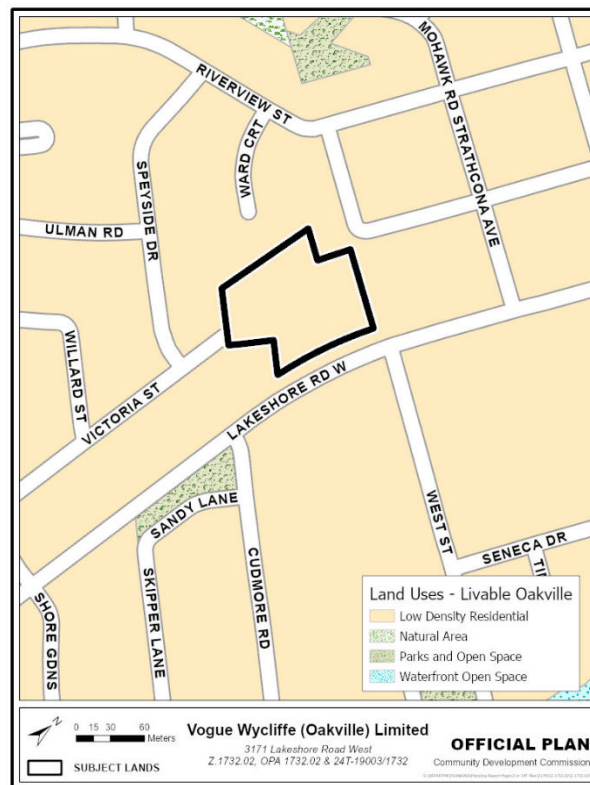 MOHAWK RD
STRATHCONA AVE
RIVERVIEW ST
WARD CRT
SPEYSIDE DR
ULMAN RD
WILLARD ST
VICTORIA ST
LAKESHORE RD W
SANDY LANE
CUDMORE RD
SKIPPER LANE
SHORE GDNS
WEST ST
SENECA DR
Land Uses - Livable Oakville
Low Density Residential
Natural Area
Parks and Open Space
Waterfront Open Space
N
0 15 30 60
Meters
SUBJECT LANDS
Vogue Wycliffe (Oakville) Limited
3171 Lakeshore Road West
Z.1732.02, OPA 1732.02 & 24T-19003/1732
OFFICIAL PLAN
Community Development Commission